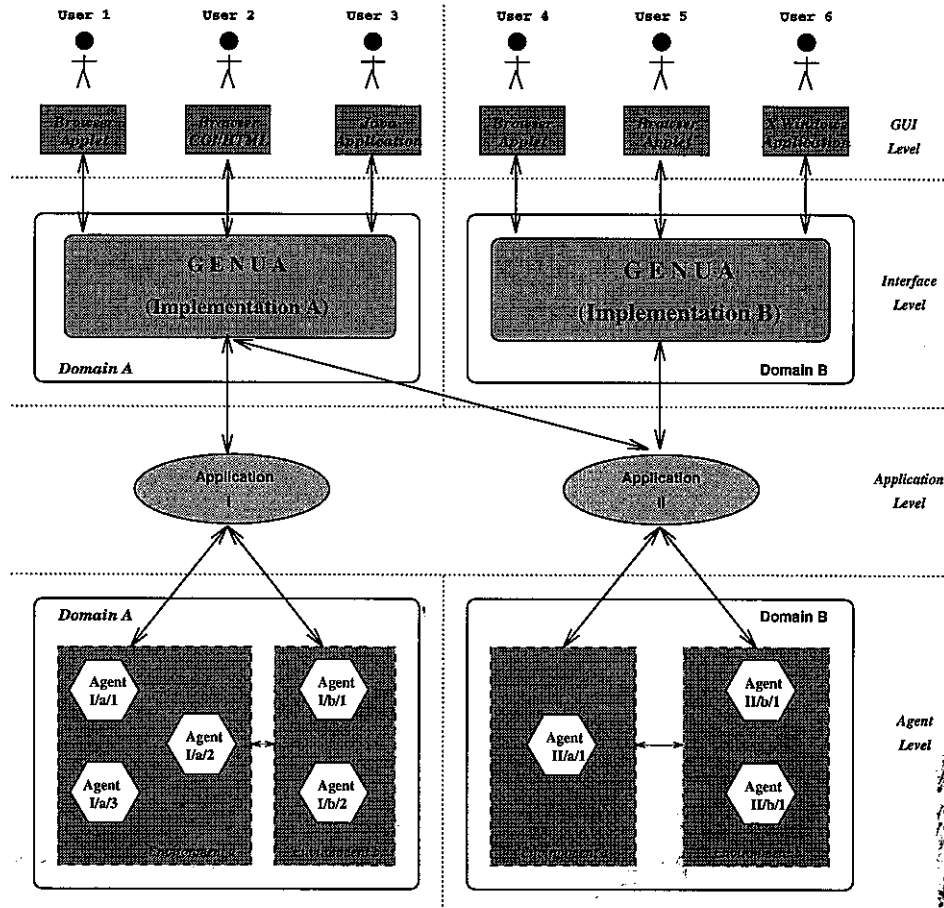 User 1
User 2
User 3
User 4
User 5
User 6
Browser
Applet
Browser
CGI/HTML
Java
Application
Browser
Applet
Browser
Applet
X Windows
Application
GUI
Level
G E N U A
(Implementation A)
Domain A
G E N U A
(Implementation B)
Domain B
Interface
Level
Application
I
Application
II
Application
Level
Domain A
Agent
I/a/1
Agent
I/a/2
Agent
I/a/3
Agent
I/b/1
Agent
I/b/2
Domain B
Agent
II/a/1
Agent
II/b/1
Agent
II/b/1
Agent
Level